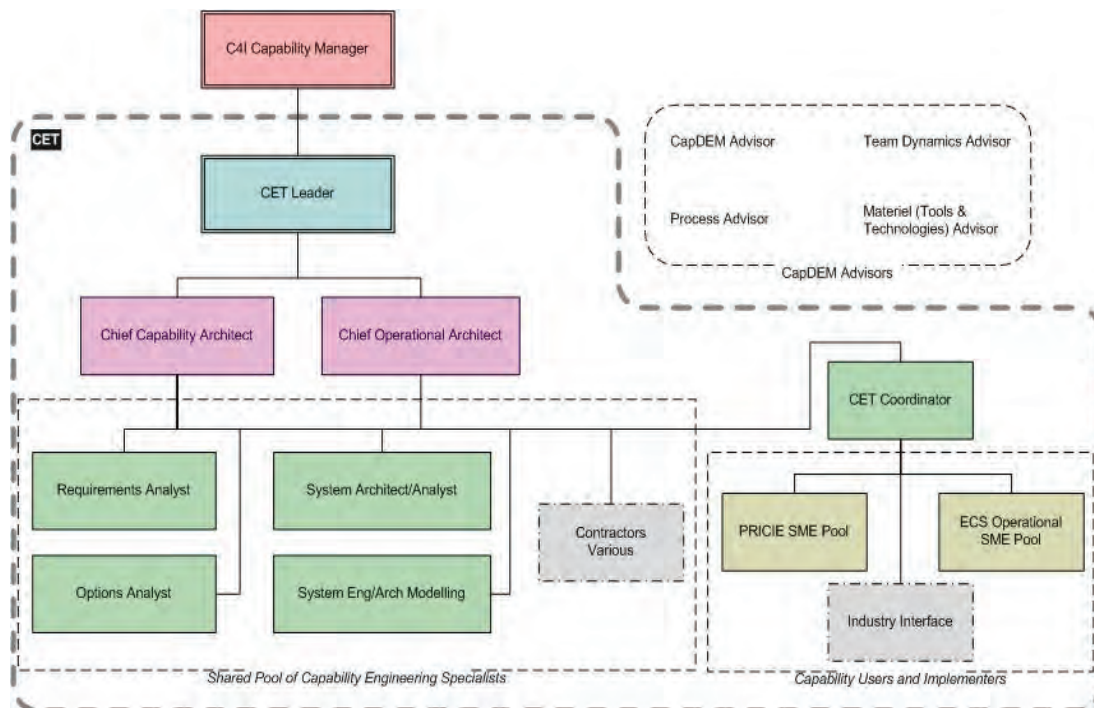 C4I Capability Manager
CET
CET Leader
CapDEM Advisor
Team Dynamics Advisor
Process Advisor
Materiel (Tools &
Technologies) Advisor
CapDEM Advisors
Chief Capability Architect
Chief Operational Architect
CET Coordinator
Requirements Analyst
System Architect/Analyst
Contractors
Various
PRICIE SME Pool
ECS Operational
SME Pool
Options Analyst
System Eng/Arch Modelling
Industry Interface
Shared Pool of Capability Engineering Specialists
Capability Users and Implementers